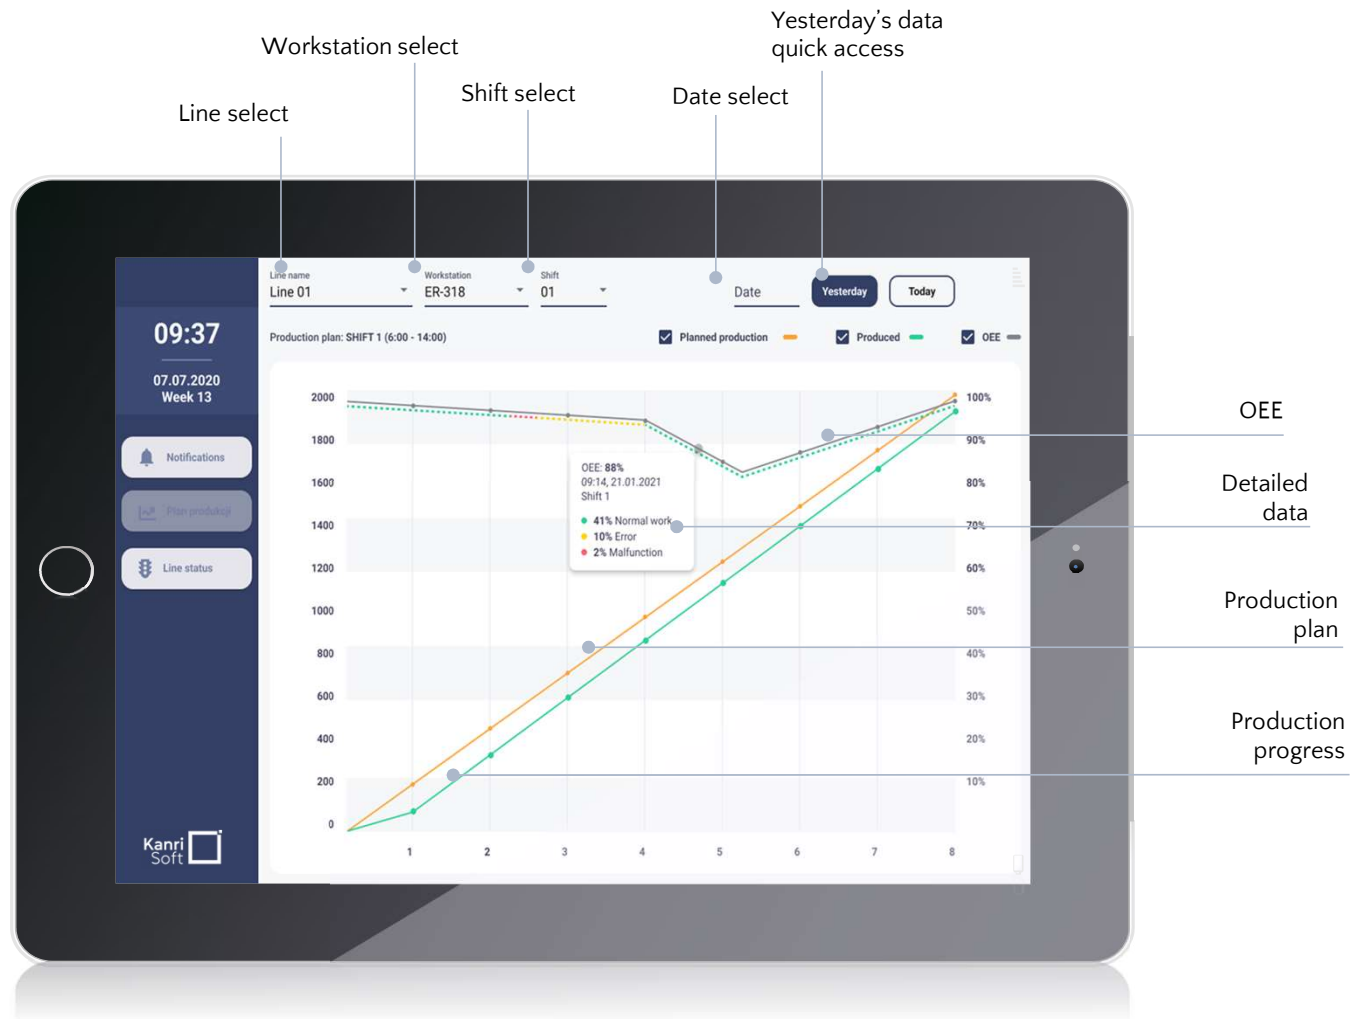 Yesterday's data
quick access
Workstation select
Shift select
Date select
Line select
Line name
Line 01
Workstation
ER-318
Shift
01
Date
Yesterday
Today
09:37
07.07.2020
Week 13
Notifications
Plan produkcji
Line status
Kanri
Soft
Production plan: SHIFT 1 (6:00 - 14:00)
Planned production
Produced
OEE
2000
1800
1600
1400
1200
1000
800
600
400
200
0
100%
90%
80%
70%
60%
50%
40%
30%
20%
10%
1
2
3
4
5
6
7
8
OEE: 88%
09:14, 21.01.2021
Shift 1
41% Normal work
10% Error
2% Malfunction
OEE
Detailed
data
Production
plan
Production
progress